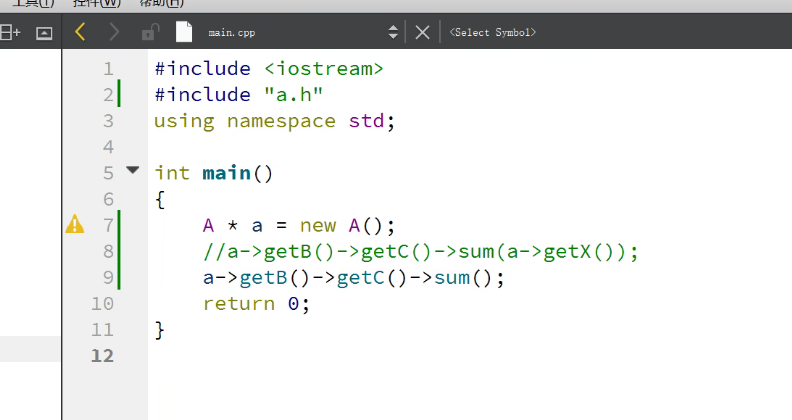 工具(T) 控件(W) 帮助(H)
main.cpp <Select Symbol>
1 #include <iostream>
2 #include "a.h"
3 using namespace std;
4
5 int main()
6 {
7 A * a = new A();
8 //a->getB()->getC()->sum(a->getX());
9 a->getB()->getC()->sum();
10 return 0;
11 }
12